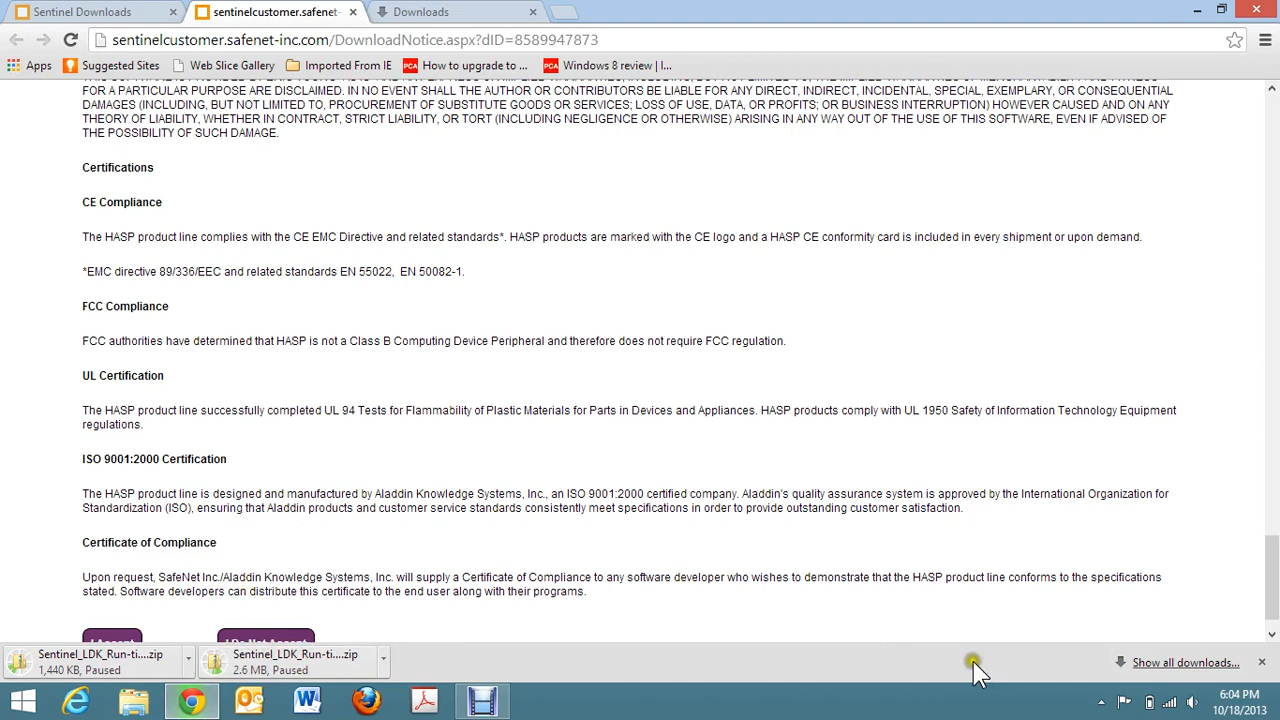 Sentinel Downloads
sentinelcustomer.safenet-
Downloads
sentinelcustomer.safenet-inc.com/DownloadNotice.aspx?dID=8589947873
Apps Suggested Sites Web Slice Gallery Imported From IE How to upgrade to ... Windows 8 review | I...
FOR A PARTICULAR PURPOSE ARE DISCLAIMED. IN NO EVENT SHALL THE AUTHOR OR CONTRIBUTORS BE LIABLE FOR ANY DIRECT, INDIRECT, INCIDENTAL, SPECIAL, EXEMPLARY, OR CONSEQUENTIAL
DAMAGES (INCLUDING, BUT NOT LIMITED TO, PROCUREMENT OF SUBSTITUTE GOODS OR SERVICES; LOSS OF USE, DATA, OR PROFITS; OR BUSINESS INTERRUPTION) HOWEVER CAUSED AND ON ANY
THEORY OF LIABILITY, WHETHER IN CONTRACT, STRICT LIABILITY, OR TORT (INCLUDING NEGLIGENCE OR OTHERWISE) ARISING IN ANY WAY OUT OF THE USE OF THIS SOFTWARE, EVEN IF ADVISED OF
THE POSSIBILITY OF SUCH DAMAGE.
Certifications
CE Compliance
The HASP product line complies with the CE EMC Directive and related standards*. HASP products are marked with the CE logo and a HASP CE conformity card is included in every shipment or upon demand.
*EMC directive 89/336/EEC and related standards EN 55022, EN 50082-1.
FCC Compliance
FCC authorities have determined that HASP is not a Class B Computing Device Peripheral and therefore does not require FCC regulation.
UL Certification
The HASP product line successfully completed UL 94 Tests for Flammability of Plastic Materials for Parts in Devices and Appliances. HASP products comply with UL 1950 Safety of Information Technology Equipment
regulations.
ISO 9001:2000 Certification
The HASP product line is designed and manufactured by Aladdin Knowledge Systems, Inc., an ISO 9001:2000 certified company. Aladdin's quality assurance system is approved by the International Organization for
Standardization (ISO), ensuring that Aladdin products and customer service standards consistently meet specifications in order to provide outstanding customer satisfaction.
Certificate of Compliance
Upon request, SafeNet Inc./Aladdin Knowledge Systems, Inc. will supply a Certificate of Compliance to any software developer who wishes to demonstrate that the HASP product line conforms to the specifications
stated. Software developers can distribute this certificate to the end user along with their programs.
I Accept I Do Not Accept
Sentinel_LDK_Run-ti....zip
1,440 KB, Paused
Sentinel_LDK_Run-ti....zip
2.6 MB, Paused
Show all downloads...
6:04 PM
10/18/2013